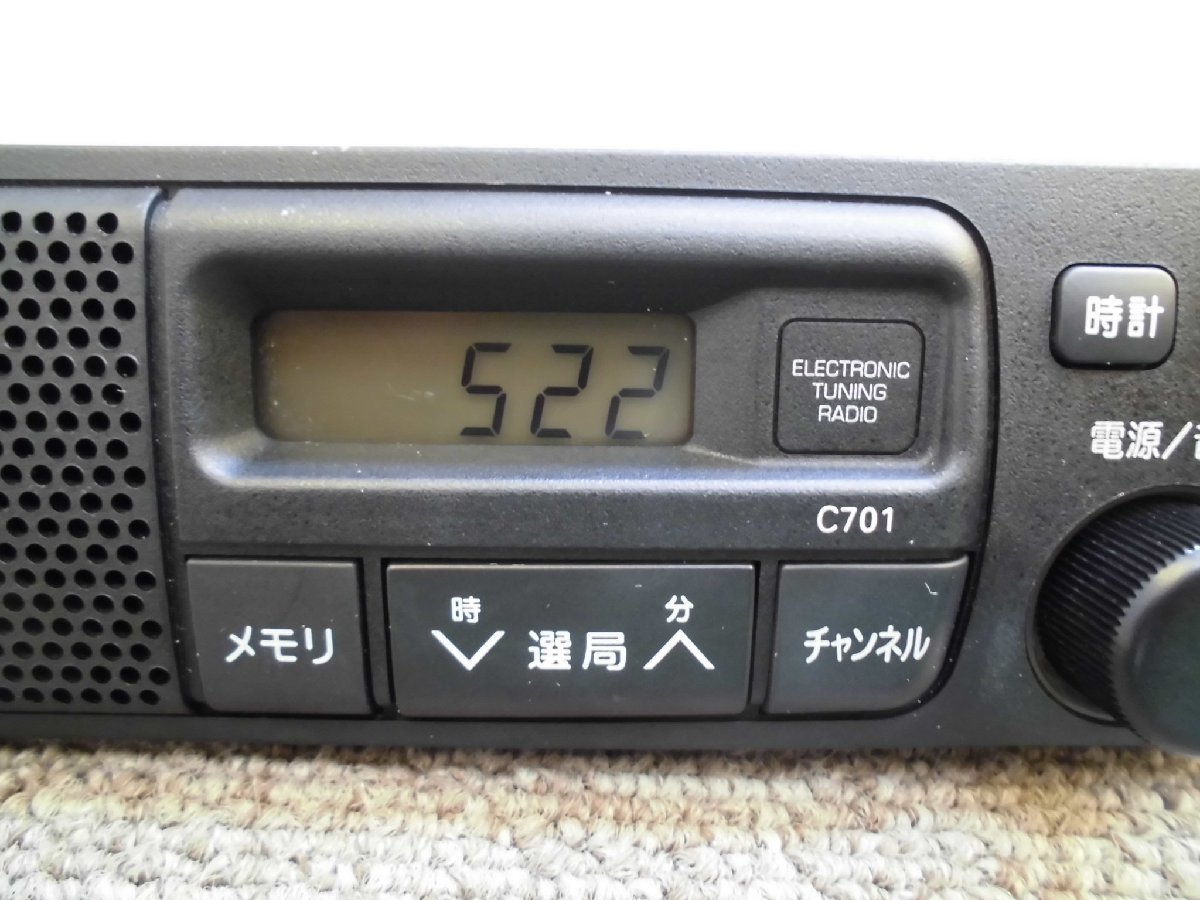 522
ELECTRONIC
TUNING
RADIO
時計
電源/
C701
メモリ
時 分
選局
チャンネル